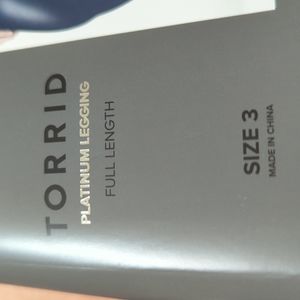 TORRID
PLATINUM LEGGING
FULL LENGTH
SIZE 3
MADE IN CHINA